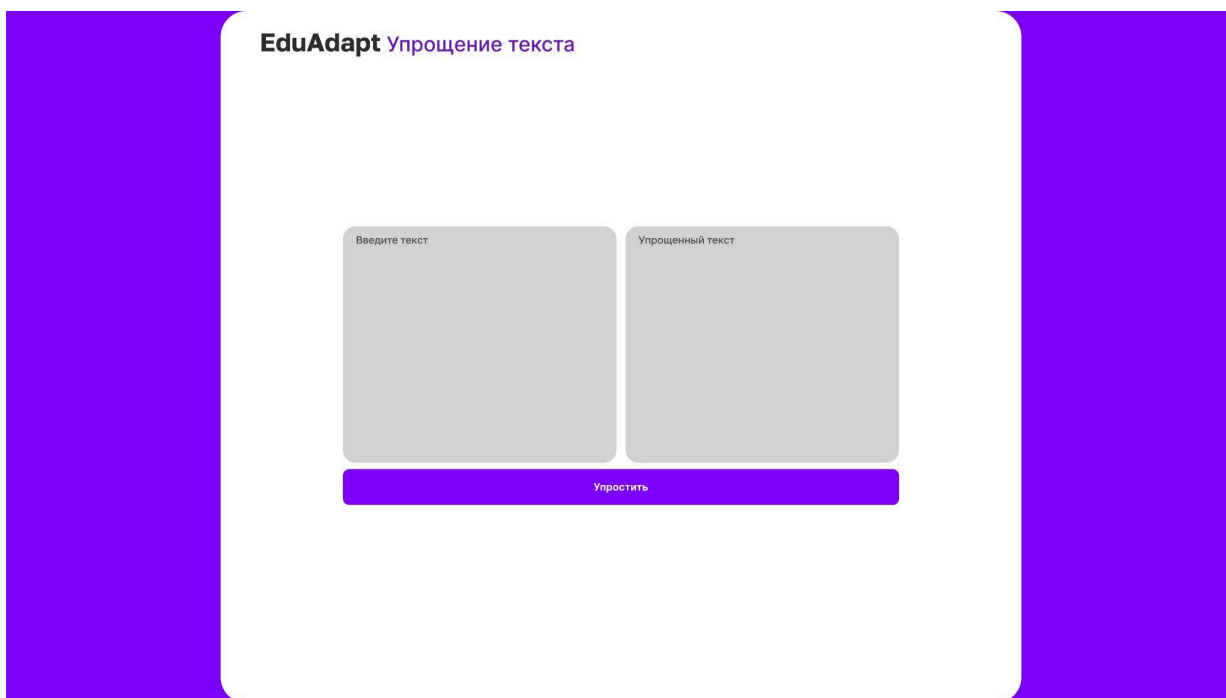 EduAdapt Упрощение текста
Введите текст
Упрощенный текст
Упростить